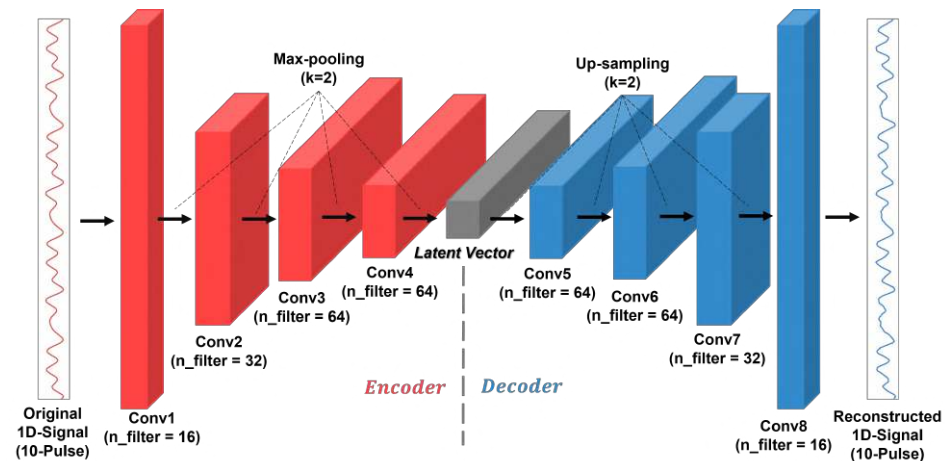 Max-pooling
(k=2)
Up-sampling
(k=2)
Latent Vector
Conv4
(n_filter = 64)
Conv5
(n_filter = 64)
Conv3
(n_filter = 64)
Conv6
(n_filter = 64)
Conv2
(n_filter = 32)
Conv7
(n_filter = 32)
Encoder
Decoder
Original
1D-Signal
(10-Pulse)
Conv1
(n_filter = 16)
Conv8
(n_filter = 16)
Reconstructed
1D-Signal
(10-Pulse)